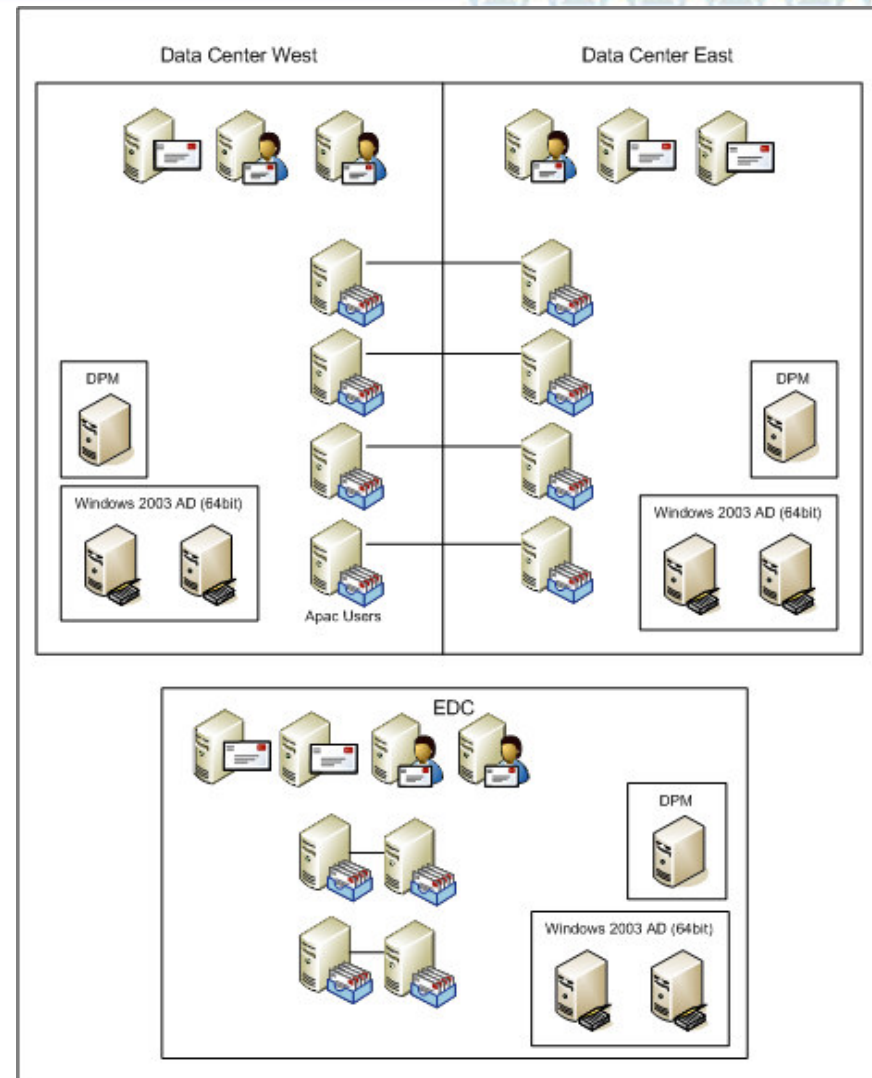 Data Center West
Data Center East
DPM
DPM
Windows 2003 AD (64bit)
Windows 2003 AD (64bit)
Apac Users
EDC
DPM
Windows 2003 AD (64bit)